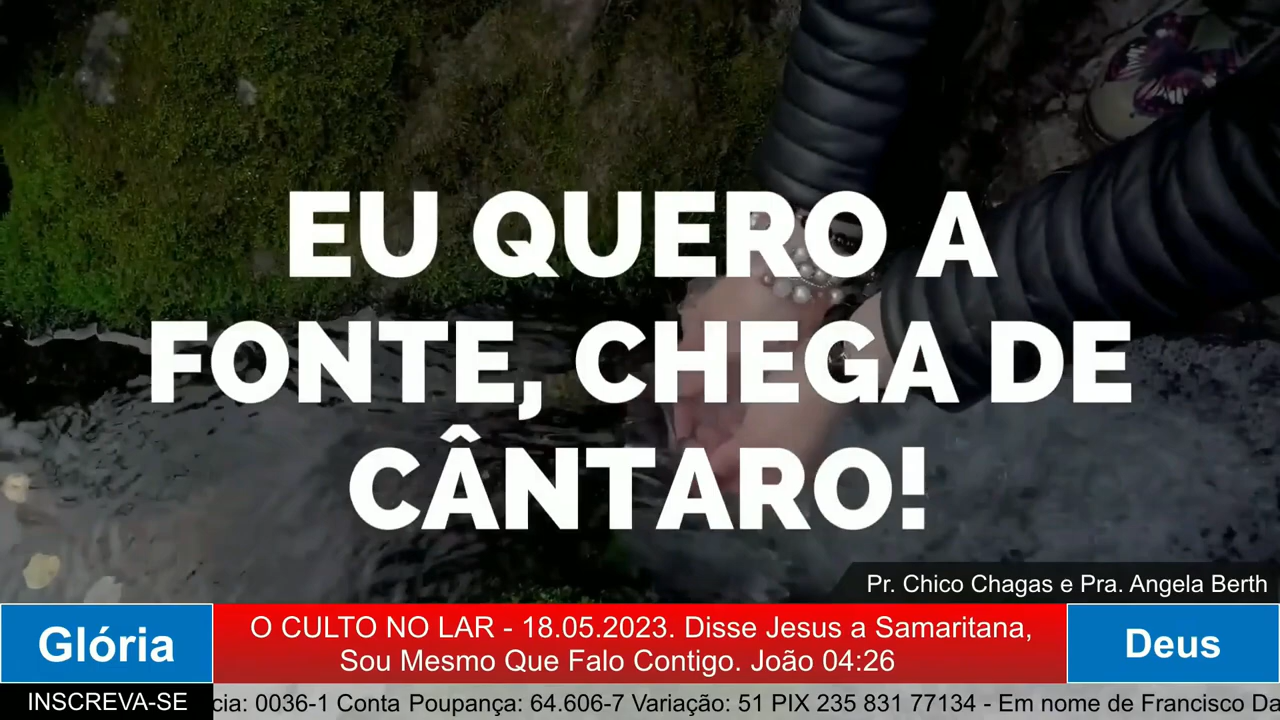 EU QUERO A
FONTE, CHEGA DE
CÂNTARO!
Pr. Chico Chagas e Pra. Angela Berth
Glória
O CULTO NO LAR - 18.05.2023. Disse Jesus a Samaritana,
Sou Mesmo Que Falo Contigo. João 04:26
Deus
INSCREVA-SE
cia: 0036-1 Conta Poupança: 64.606-7 Variação: 51 PIX 235 831 77134 - Em nome de Francisco Da